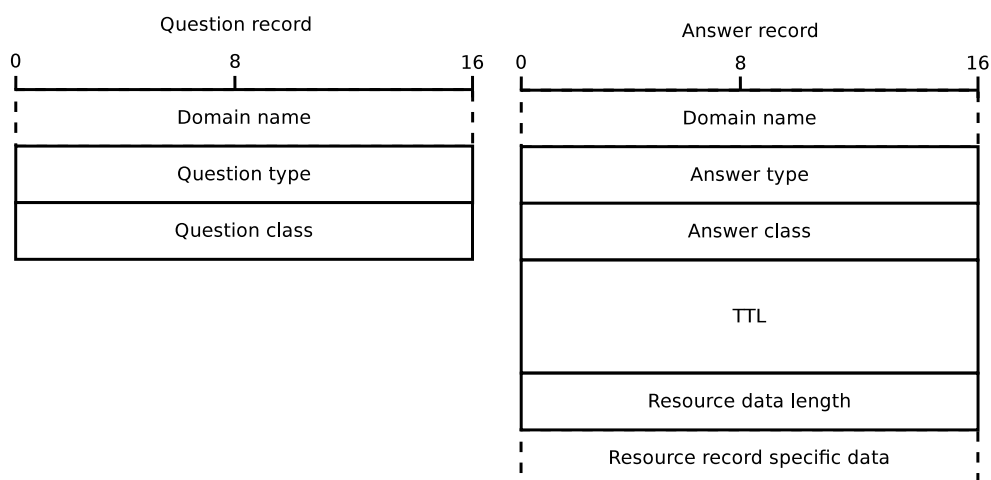 Question record
0 8 16
Domain name
Question type
Question class
Answer record
0 8 16
Domain name
Answer type
Answer class
TTL
Resource data length
Resource record specific data